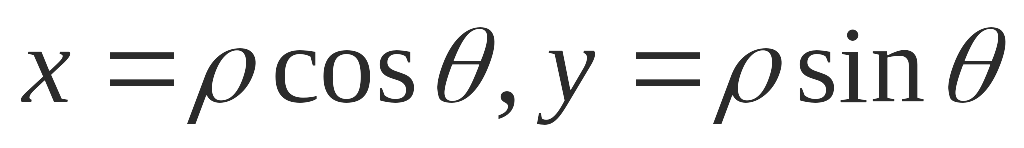 x = ρ cos θ, y = ρ sin θ